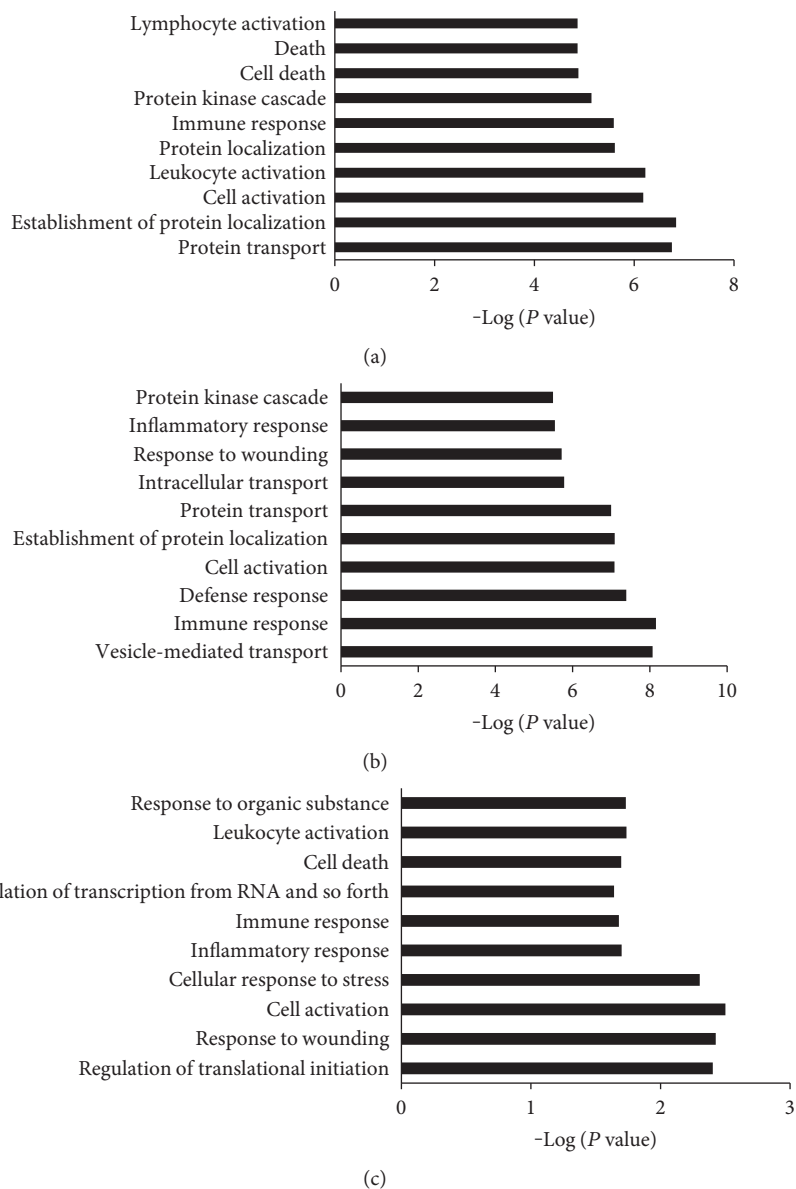 Lymphocyte activation
Death
Cell death
Protein kinase cascade
Immune response
Protein localization
Leukocyte activation
Cell activation
Establishment of protein localization
Protein transport
0 2 4 6 8
-Log (P value)
(a)
Protein kinase cascade
Inflammatory response
Response to wounding
Intracellular transport
Protein transport
Establishment of protein localization
Cell activation
Defense response
Immune response
Vesicle-mediated transport
0 2 4 6 8 10
-Log (P value)
(b)
Response to organic substance
Leukocyte activation
Cell death
lation of transcription from RNA and so forth
Immune response
Inflammatory response
Cellular response to stress
Cell activation
Response to wounding
Regulation of translational initiation
0 1 2 3
-Log (P value)
(c)